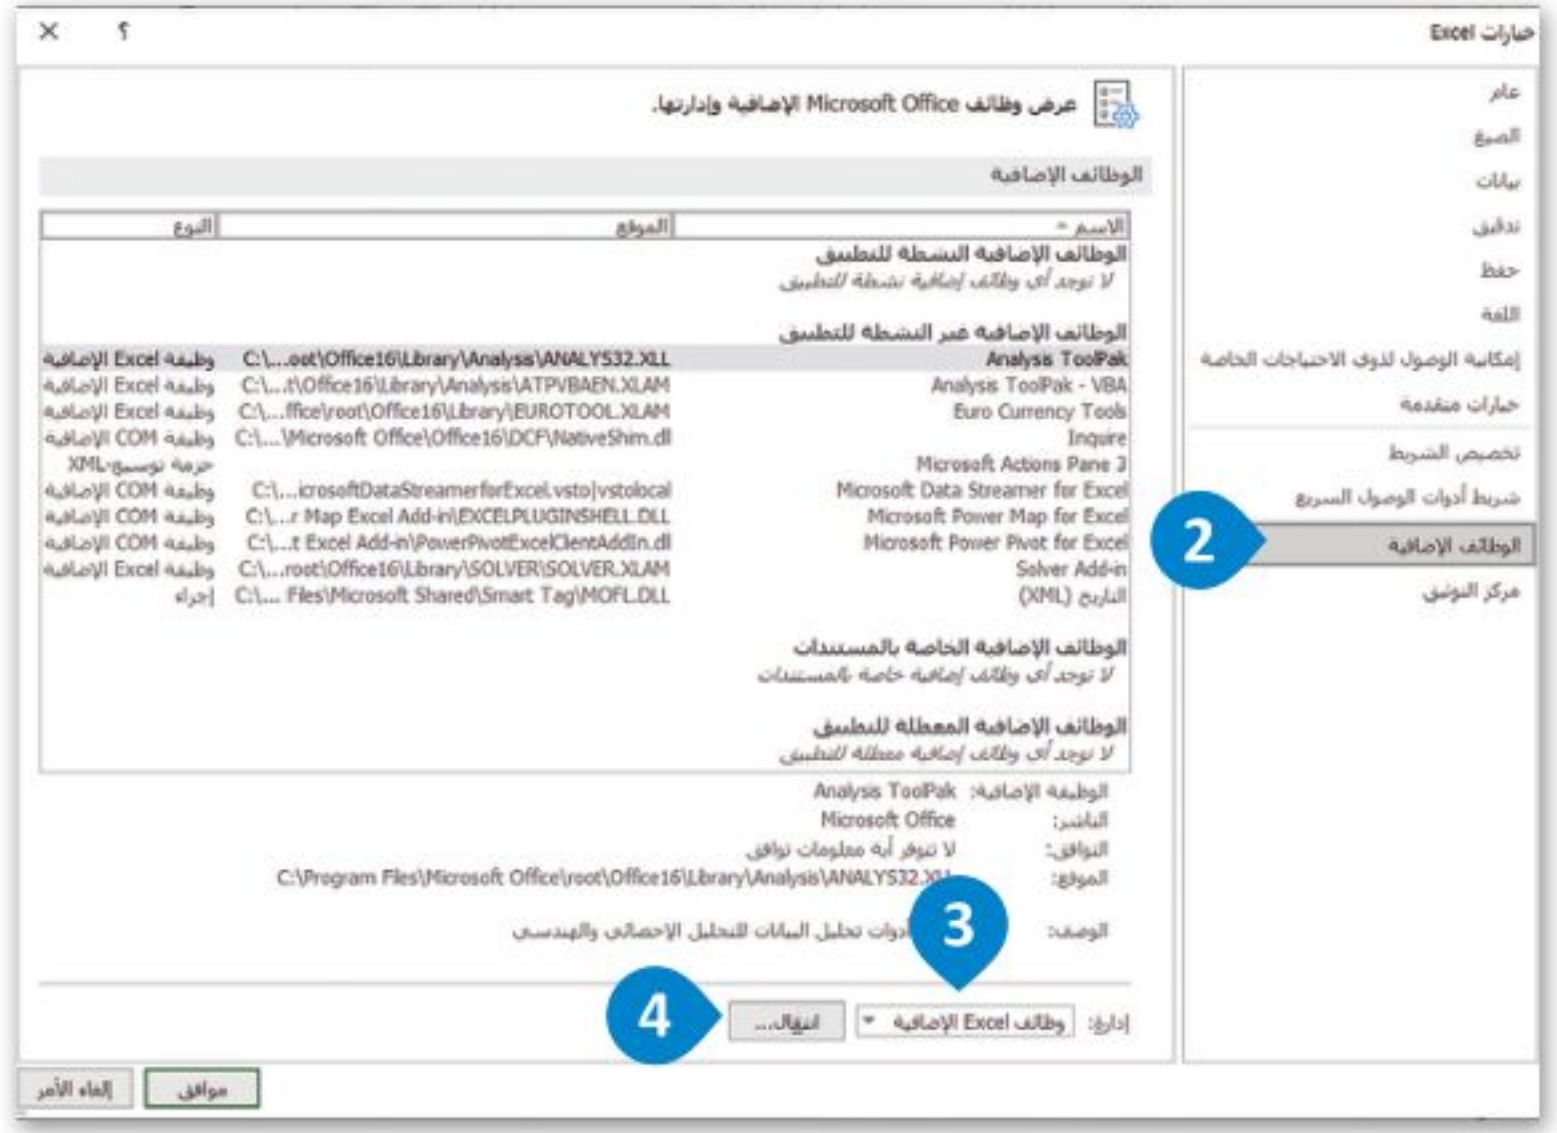 خيارات Excel
؟ ×
عام
الصيغ
بيانات
تدقيق
حفظ
اللغة
إمكانية الوصول لذوي الاحتياجات الخاصة
خيارات متقدمة
تخصيص الشريط
شريط أدوات الوصول السريع
الوظائف الإضافية
2
مركز التوثيق
عرض وظائف Microsoft Office الإضافية وإدارتها.
الوظائف الإضافية
الاسم الموقع النوع
الوظائف الإضافية النشطة للتطبيق
لا توجد أي وظائف إضافية نشطة للتطبيق
الوظائف الإضافية غير النشطة للتطبيق
Analysis ToolPak C:\...oot\Office16\Library\Analysis\ANALYS32.XLL وظيفة Excel الإضافية
Analysis ToolPak - VBA C:\...t\Office16\Library\Analysis\ATPVBAEN.XLAM وظيفة Excel الإضافية
Euro Currency Tools C:\...ffice\root\Office16\Library\EUROTOOL.XLAM وظيفة Excel الإضافية
Inquire C:\...\Microsoft Office\Office16\DCF\NativeShim.dll وظيفة COM الإضافية
Microsoft Actions Pane 3 حزمة توسيع-XML
Microsoft Data Streamer for Excel C:\...icrosoftDataStreamerforExcel.vsto|vstolocal وظيفة COM الإضافية
Microsoft Power Map for Excel C:\...r Map Excel Add-in\EXCELPLUGINSHELL.DLL وظيفة COM الإضافية
Microsoft Power Pivot for Excel C:\...t Excel Add-in\PowerPivotExcelClientAddIn.dll وظيفة COM الإضافية
Solver Add-in C:\...root\Office16\Library\SOLVER\SOLVER.XLAM وظيفة Excel الإضافية
التاريخ (XML) C:\... Files\Microsoft Shared\Smart Tag\MOFL.DLL إجراء
الوظائف الإضافية الخاصة بالمستندات
لا توجد أي وظائف إضافية خاصة بالمستندات
الوظائف الإضافية المعطلة للتطبيق
لا توجد أي وظائف إضافية معطلة للتطبيق
الوظيفة الإضافية: Analysis ToolPak
الناشر: Microsoft Office
التوافق: لا تتوفر أية معلومات توافق
الموقع: C:\Program Files\Microsoft Office\root\Office16\Library\Analysis\ANALYS32.XLL
الوصف: أدوات تحليل البيانات للتحليل الإحصائي والهندسي
3
إدارة: وظائف Excel الإضافية انتقال...
4
موافق إلغاء الأمر